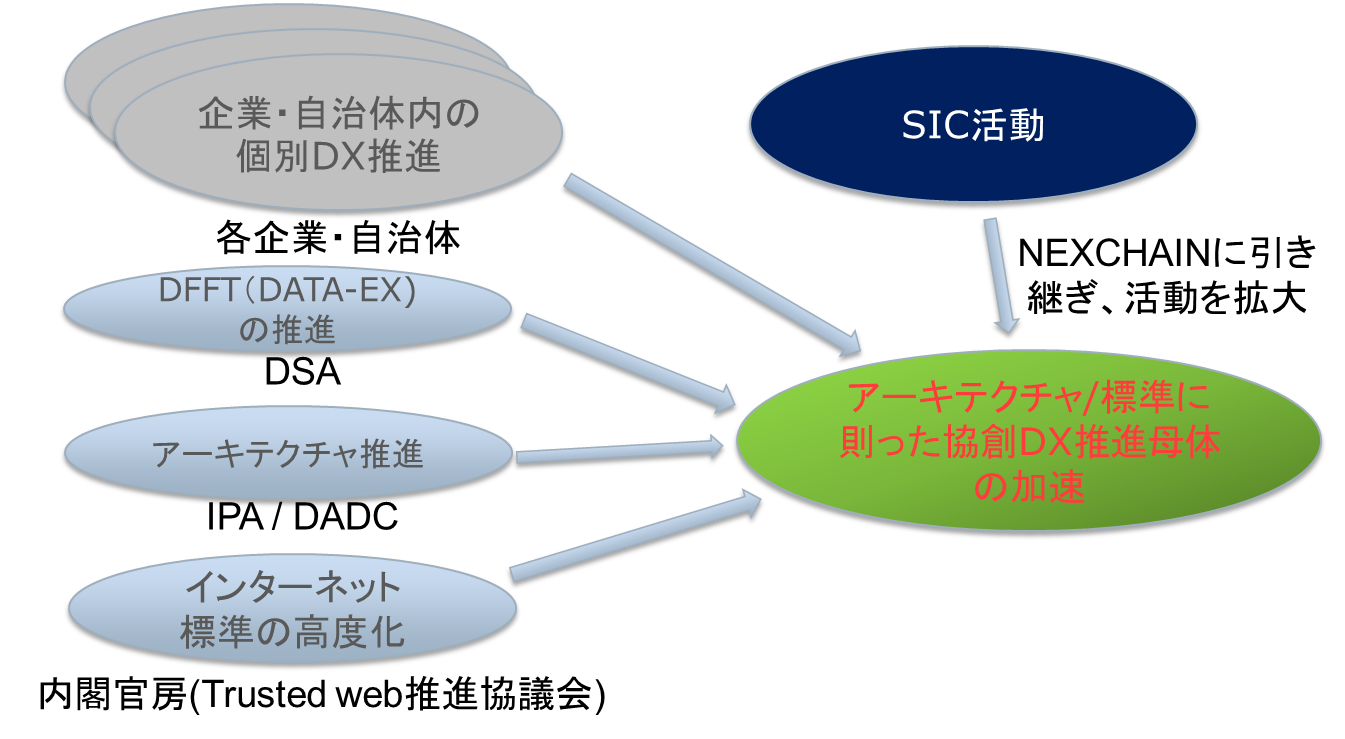 企業・自治体内の
個別DX推進
各企業・自治体
DFFT（DATA-EX)
の推進
DSA
アーキテクチャ推進
IPA / DADC
インターネット
標準の高度化
内閣官房(Trusted web推進協議会)
SIC活動
NEXCHAINに引き
継ぎ、活動を拡大
アーキテクチャ/標準に
則った協創DX推進母体
の加速